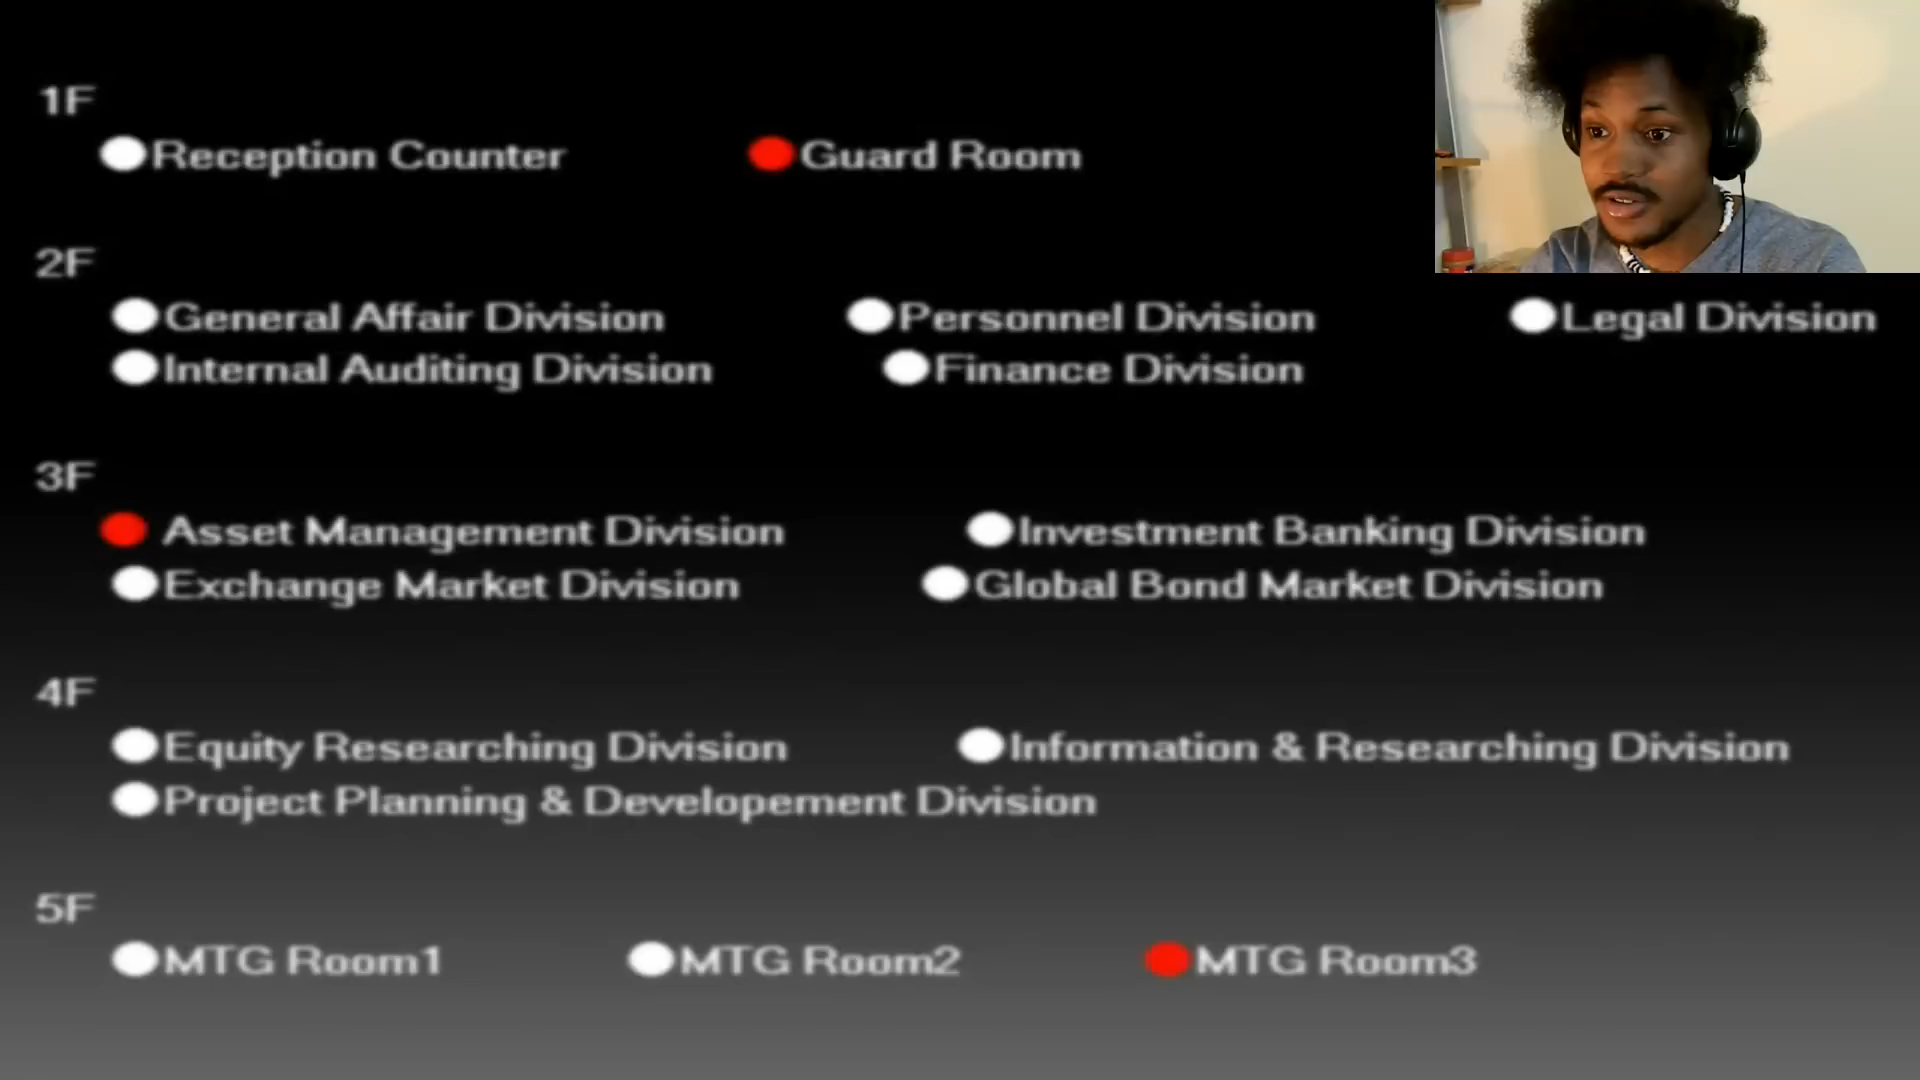 1F
Reception Counter Guard Room
2F
General Affair Division Personnel Division Legal Division
Internal Auditing Division Finance Division
3F
Asset Management Division Investment Banking Division
Exchange Market Division Global Bond Market Division
4F
Equity Researching Division Information & Researching Division
Project Planning & Developement Division
5F
MTG Room1 MTG Room2 MTG Room3